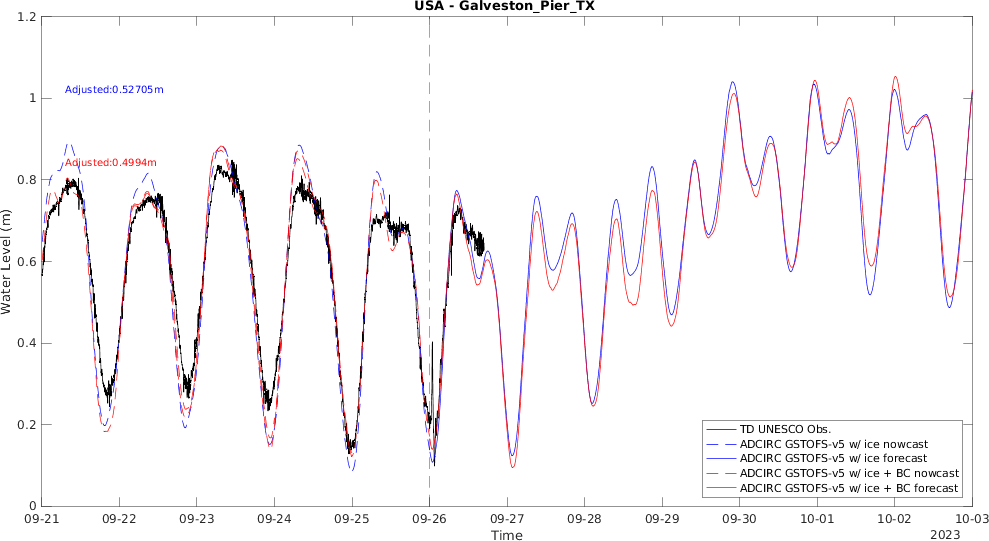 USA - Galveston_Pier_TX
1.2
1
0.8
0.6
0.4
0.2
0
Water Level (m)
Adjusted:0.52705m
Adjusted:0.4994m
TD UNESCO Obs.
ADCIRC GSTOFS-v5 w/ ice nowcast
ADCIRC GSTOFS-v5 w/ ice forecast
ADCIRC GSTOFS-v5 w/ ice + BC nowcast
ADCIRC GSTOFS-v5 w/ ice + BC forecast
09-21 09-22 09-23 09-24 09-25 09-26 09-27 09-28 09-29 09-30 10-01 10-02 10-03
Time
2023